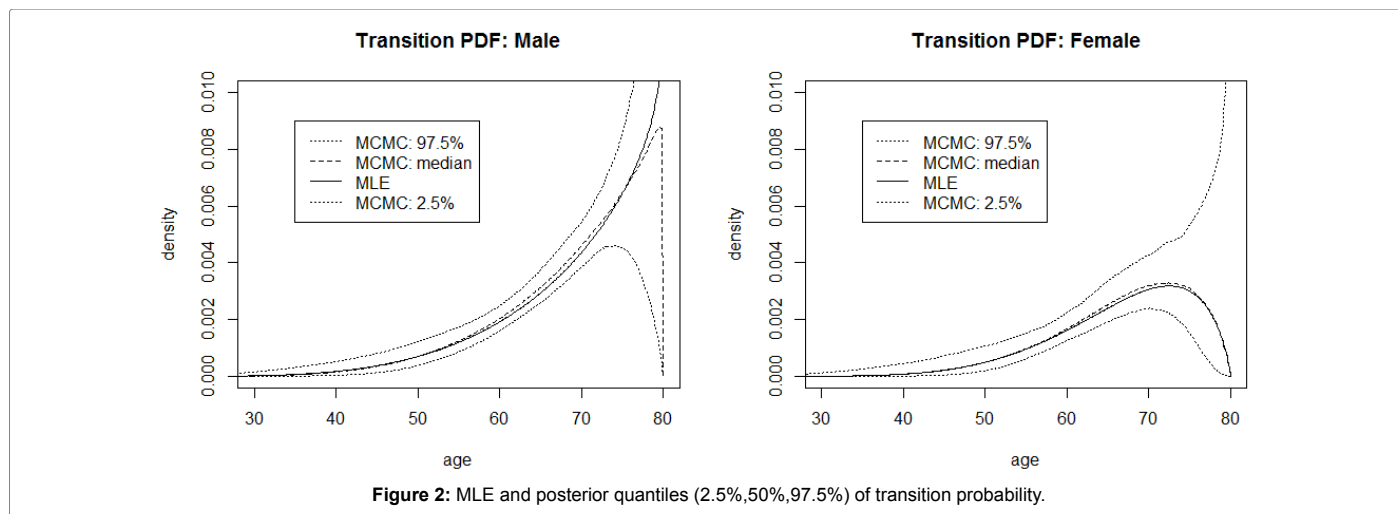 Transition PDF: Male
0.010
0.008
0.006
0.004
0.002
0.000
density
MCMC: 97.5%
MCMC: median
MLE
MCMC: 2.5%
30 40 50 60 70 80
age
Transition PDF: Female
0.010
0.008
0.006
0.004
0.002
0.000
density
MCMC: 97.5%
MCMC: median
MLE
MCMC: 2.5%
30 40 50 60 70 80
age
Figure 2: MLE and posterior quantiles (2.5%,50%,97.5%) of transition probability.